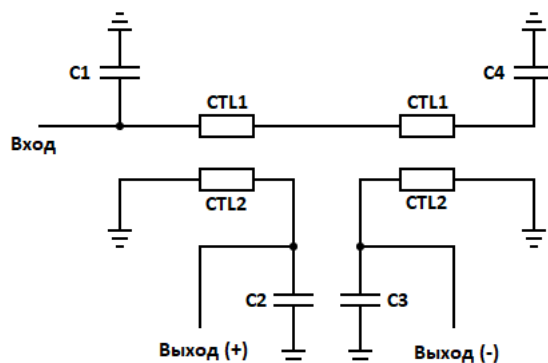 C1
C4
CTL1
CTL1
Вход
CTL2
CTL2
C2
C3
Выход (+)
Выход (-)